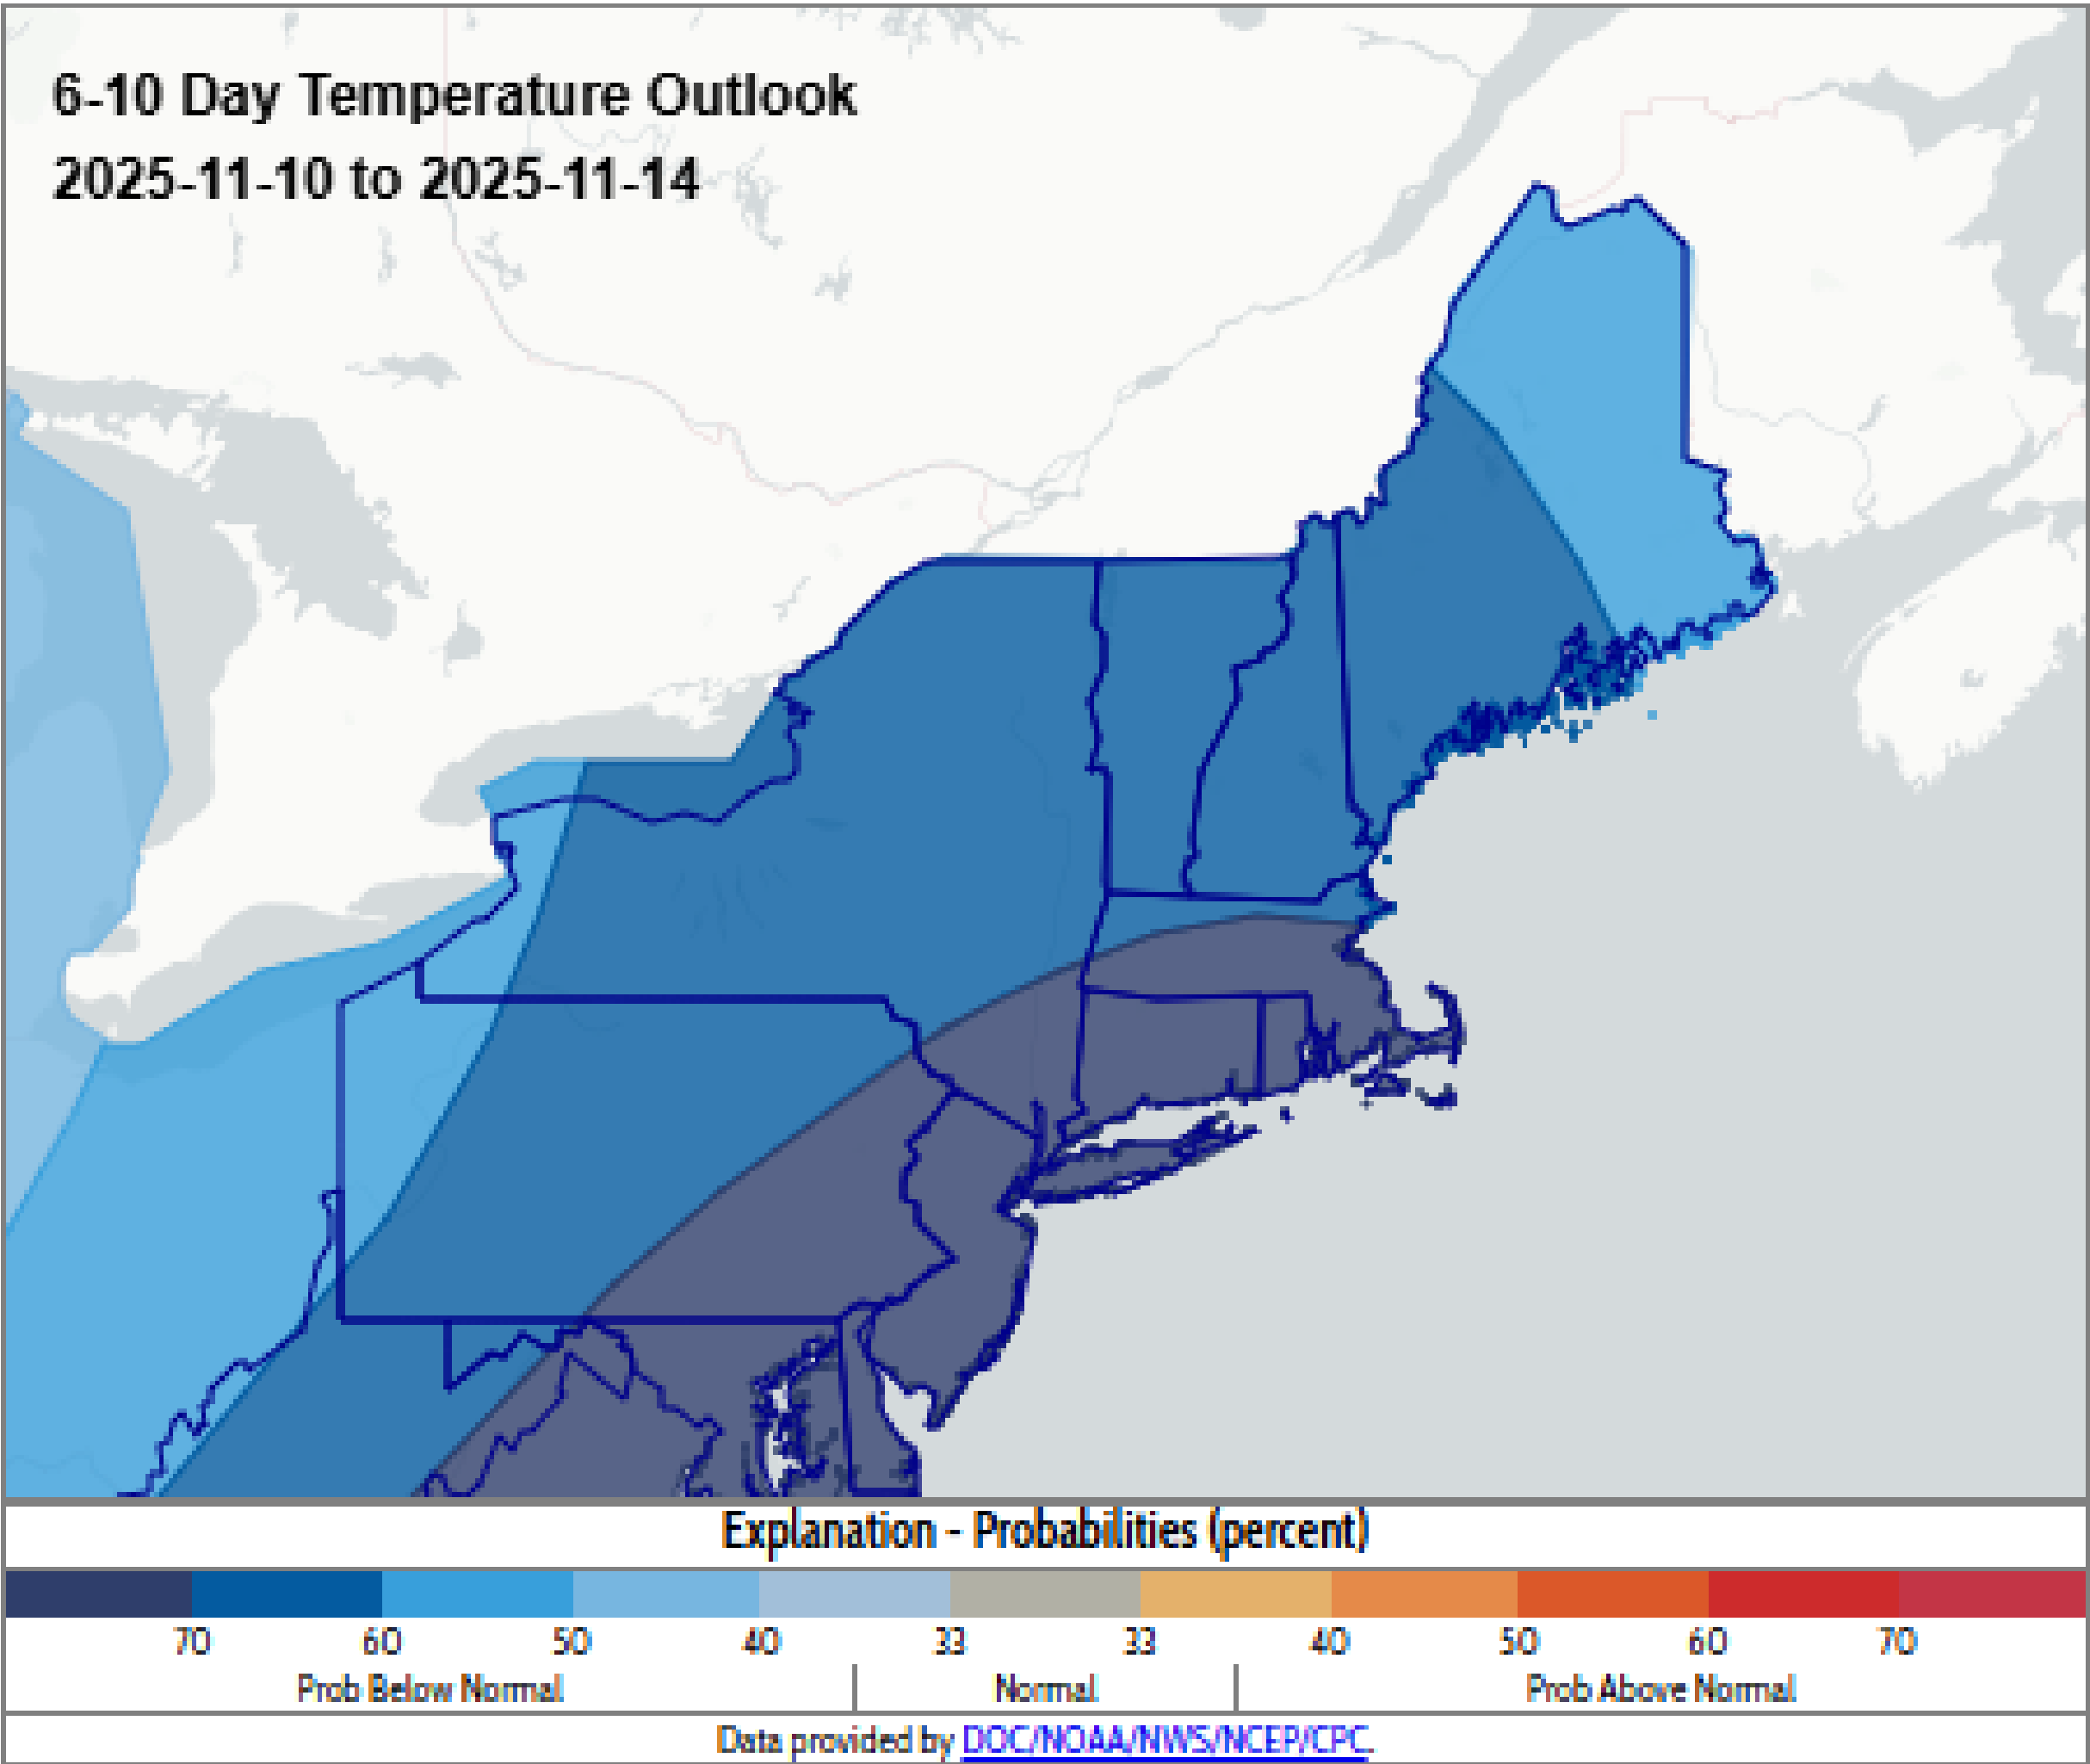 6-10 Day Temperature Outlook
2025-11-10 to 2025-11-14
Explanation - Probabilities (percent)
70 60 50 40 33 33 40 50 60 70
Prob Below Normal Normal Prob Above Normal
Data provided by DOC/NOAA/NWS/NCEP/CPC.